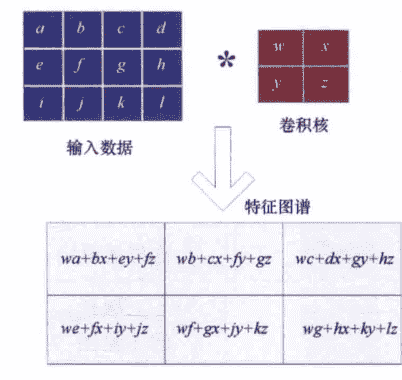 a b c d
e f g h
i j k l
*
w x
y z
输入数据
卷积核
特征图谱
wa+bx+ey+fz wb+cx+fy+gz wc+dx+gy+hz
we+fx+iy+jz wf+gx+jy+kz wg+hx+ky+lz